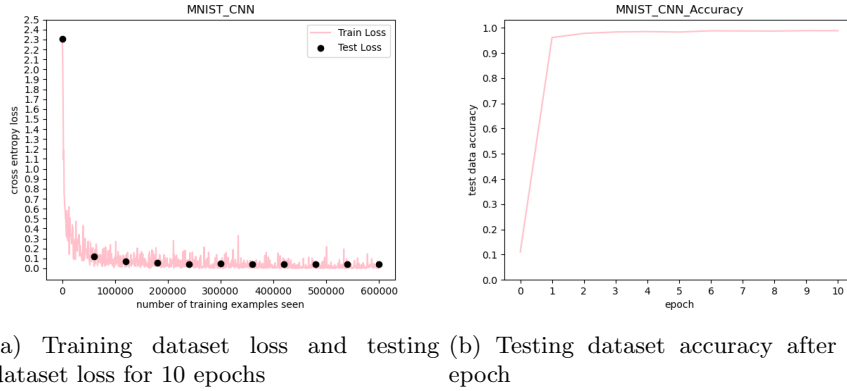 MNIST_CNN
2.5
2.4
2.3
2.2
2.1
2.0
1.9
1.8
1.7
1.6
1.5
1.4
1.3
1.2
1.1
1.0
0.9
0.8
0.7
0.6
0.5
0.4
0.3
0.2
0.1
0.0
cross entropy loss
Train Loss
Test Loss
0 100000 200000 300000 400000 500000 600000
number of training examples seen
MNIST_CNN_Accuracy
1.0
0.9
0.8
0.7
0.6
0.5
0.4
0.3
0.2
0.1
0.0
test data accuracy
0 1 2 3 4 5 6 7 8 9 10
epoch
a) Training dataset loss and testing
dataset loss for 10 epochs
(b) Testing dataset accuracy after
epoch